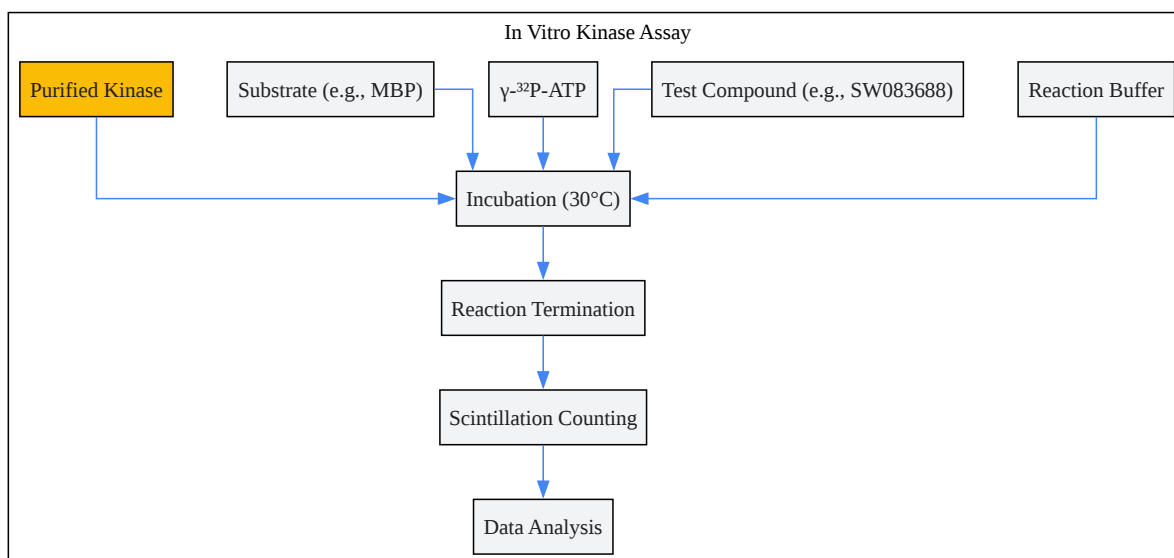 In Vitro Kinase Assay
Purified Kinase
Substrate (e.g., MBP)
γ-³²P-ATP
Test Compound (e.g., SW083688)
Reaction Buffer
Incubation (30°C)
Reaction Termination
Scintillation Counting
Data Analysis